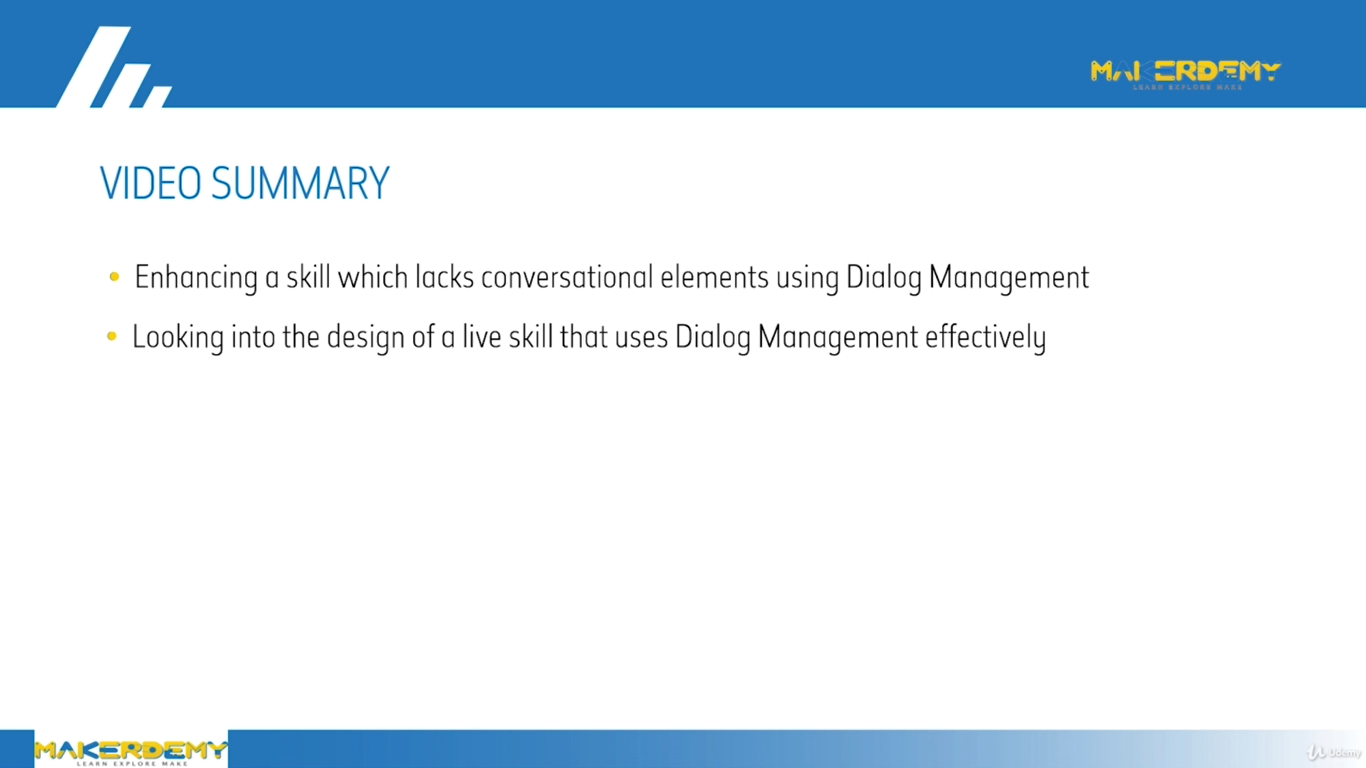 MAKERDEMY
LEARN EXPLORE MAKE
VIDEO SUMMARY
• Enhancing a skill which lacks conversational elements using Dialog Management
• Looking into the design of a live skill that uses Dialog Management effectively
MAKERDEMY
LEARN EXPLORE MAKE
Udemy